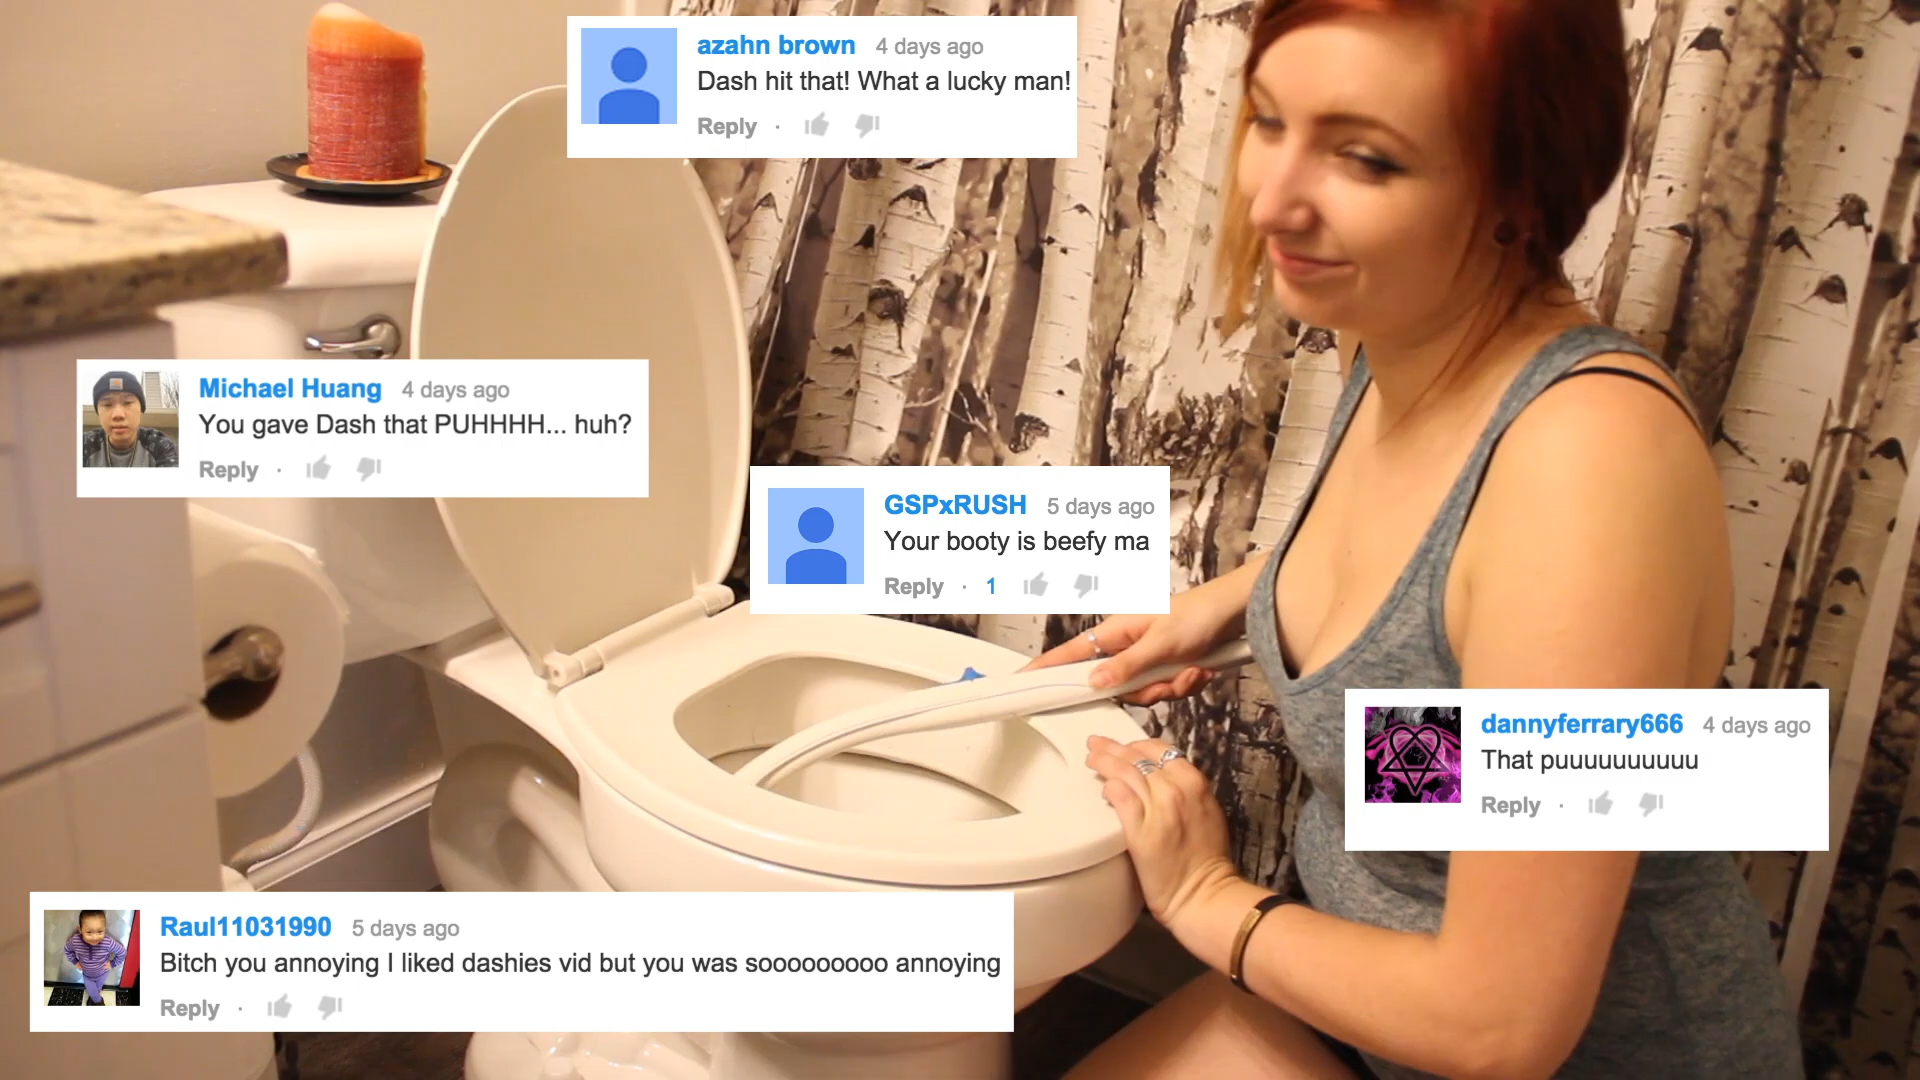 azahn brown 4 days ago
Dash hit that! What a lucky man!
Reply ·
Michael Huang 4 days ago
You gave Dash that PUHHHH... huh?
Reply ·
GSPxRUSH 5 days ago
Your booty is beefy ma
Reply · 1
dannyferrary666 4 days ago
That puuuuuuuuuu
Reply ·
Raul11031990 5 days ago
Bitch you annoying I liked dashies vid but you was sooooooooo annoying
Reply ·